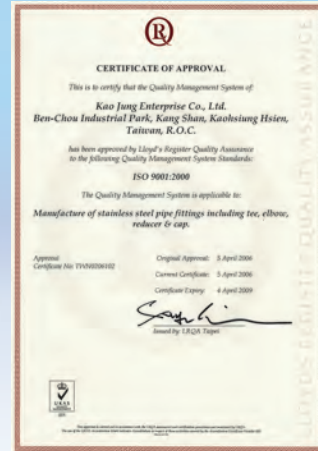 CERTIFICATE OF APPROVAL
This is to certify that the Quality Management System of:
Kao Jung Enterprise Co., Ltd.
Ben-Chou Industrial Park, Kang Shan, Kaohsiung Hsien,
Taiwan, R.O.C.
has been approved by Lloyd's Register Quality Assurance
to the following Quality Management System Standards:
ISO 9001:2000
The Quality Management System is applicable to:
Manufacture of stainless steel pipe fittings including tee, elbow,
reducer & cap.
Approval
Certificate No:
Original Approval: 5 April 2006
Current Certificate: 5 April 2006
Certificate Expiry: 4 April 2009
Issued by: LRQA Taipei
UKAS
LLOYD'S REGISTER QUALITY ASSURANCE